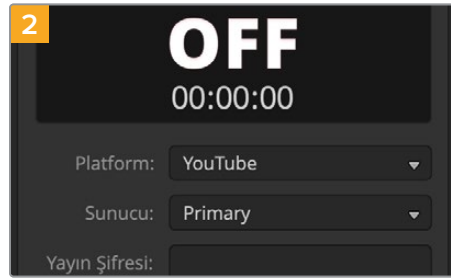 2
OFF
00:00:00
Platform: YouTube
Sunucu: Primary
Yayın Şifresi: